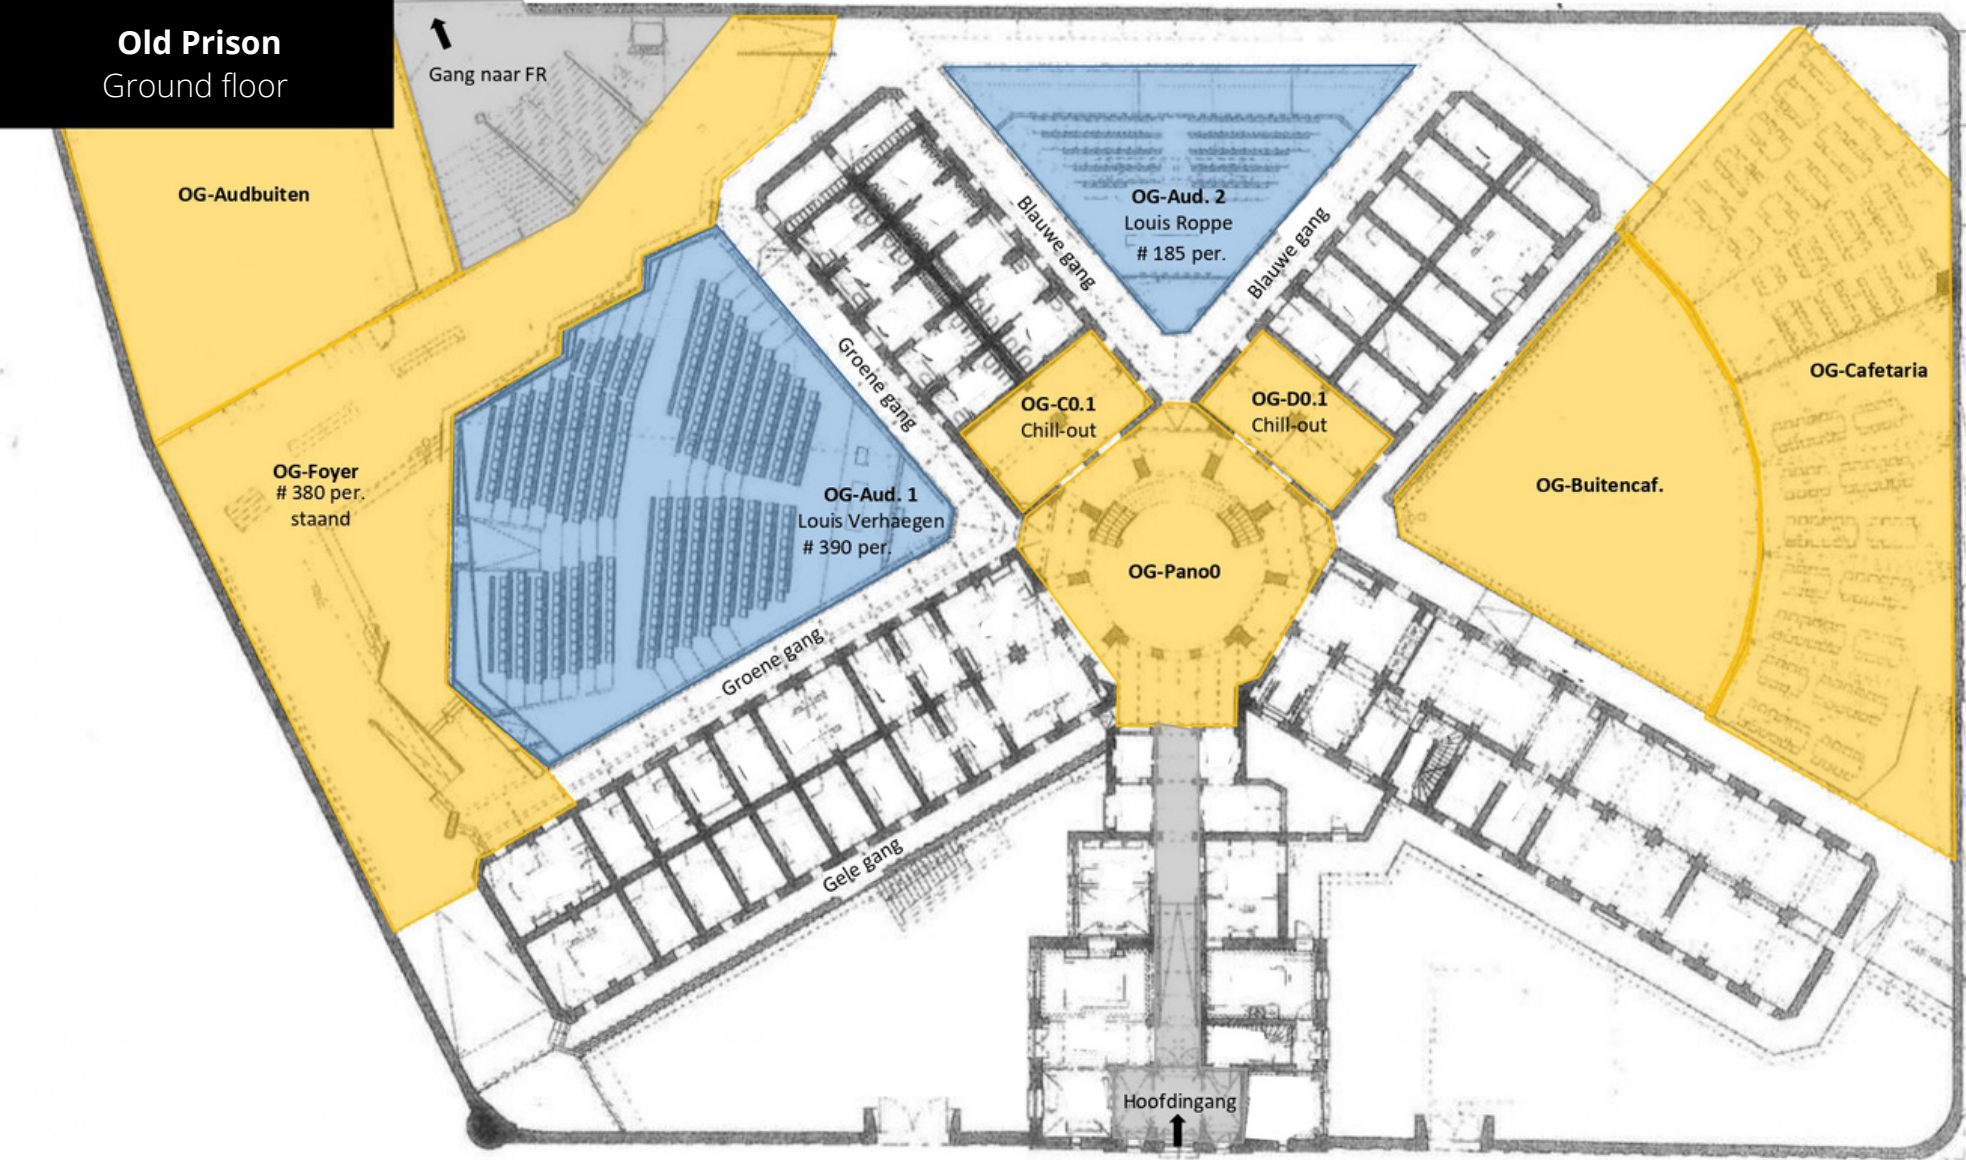 Old Prison
Ground floor
Gang naar FR
OG-Audbuiten
OG-Aud. 2
Louis Roppe
# 185 per.
Blauwe gang
Blauwe gang
Groene gang
OG-Cafetaria
OG-C0.1
Chill-out
OG-D0.1
Chill-out
OG-Foyer
# 380 per.
staand
OG-Aud. 1
Louis Verhaegen
# 390 per.
OG-Buitencaf.
OG-Pano0
Groene gang
Gele gang
Hoofdingang